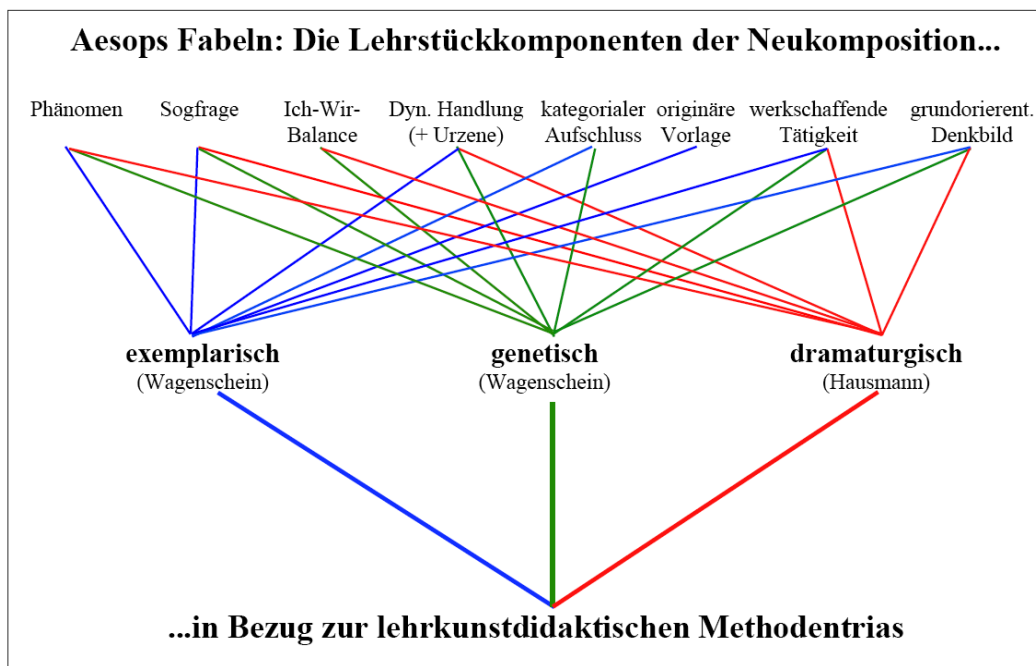 Aesops Fabeln: Die Lehrstückkomponenten der Neukomposition...
Phänomen Sogfrage Ich-Wir- Dyn. Handlung kategorialer originäre werkschaffende grundorierent.
Balance (+ Urzene) Aufschluss Vorlage Tätigkeit Denkbild
exemplarisch genetisch dramaturgisch
(Wagenschein) (Wagenschein) (Hausmann)
...in Bezug zur lehrkunstdidaktischen Methodentrias